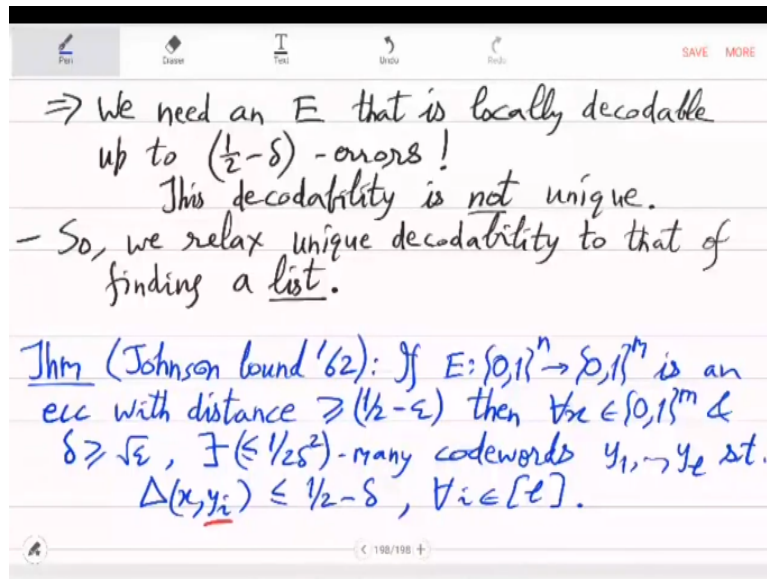 Pen Eraser Text Undo Redo SAVE MORE
⇒ We need an E that is locally decodable
up to (½-δ) - errors!
This decodability is not unique.
- So, we relax unique decodability to that of
finding a list.
Thm (Johnson bound '62): If E: {0,1}ⁿ → {0,1}ᵐ is an
ecc with distance ≥ (½-ε) then ∀x ∈ {0,1}ᵐ &
δ ≥ √ε, ∃ (≤ 1/2δ²) - many codewords y₁,..,yₗ st.
Δ(x,yᵢ) ≤ ½-δ, ∀i ∈ [ℓ].
< 198/198 +